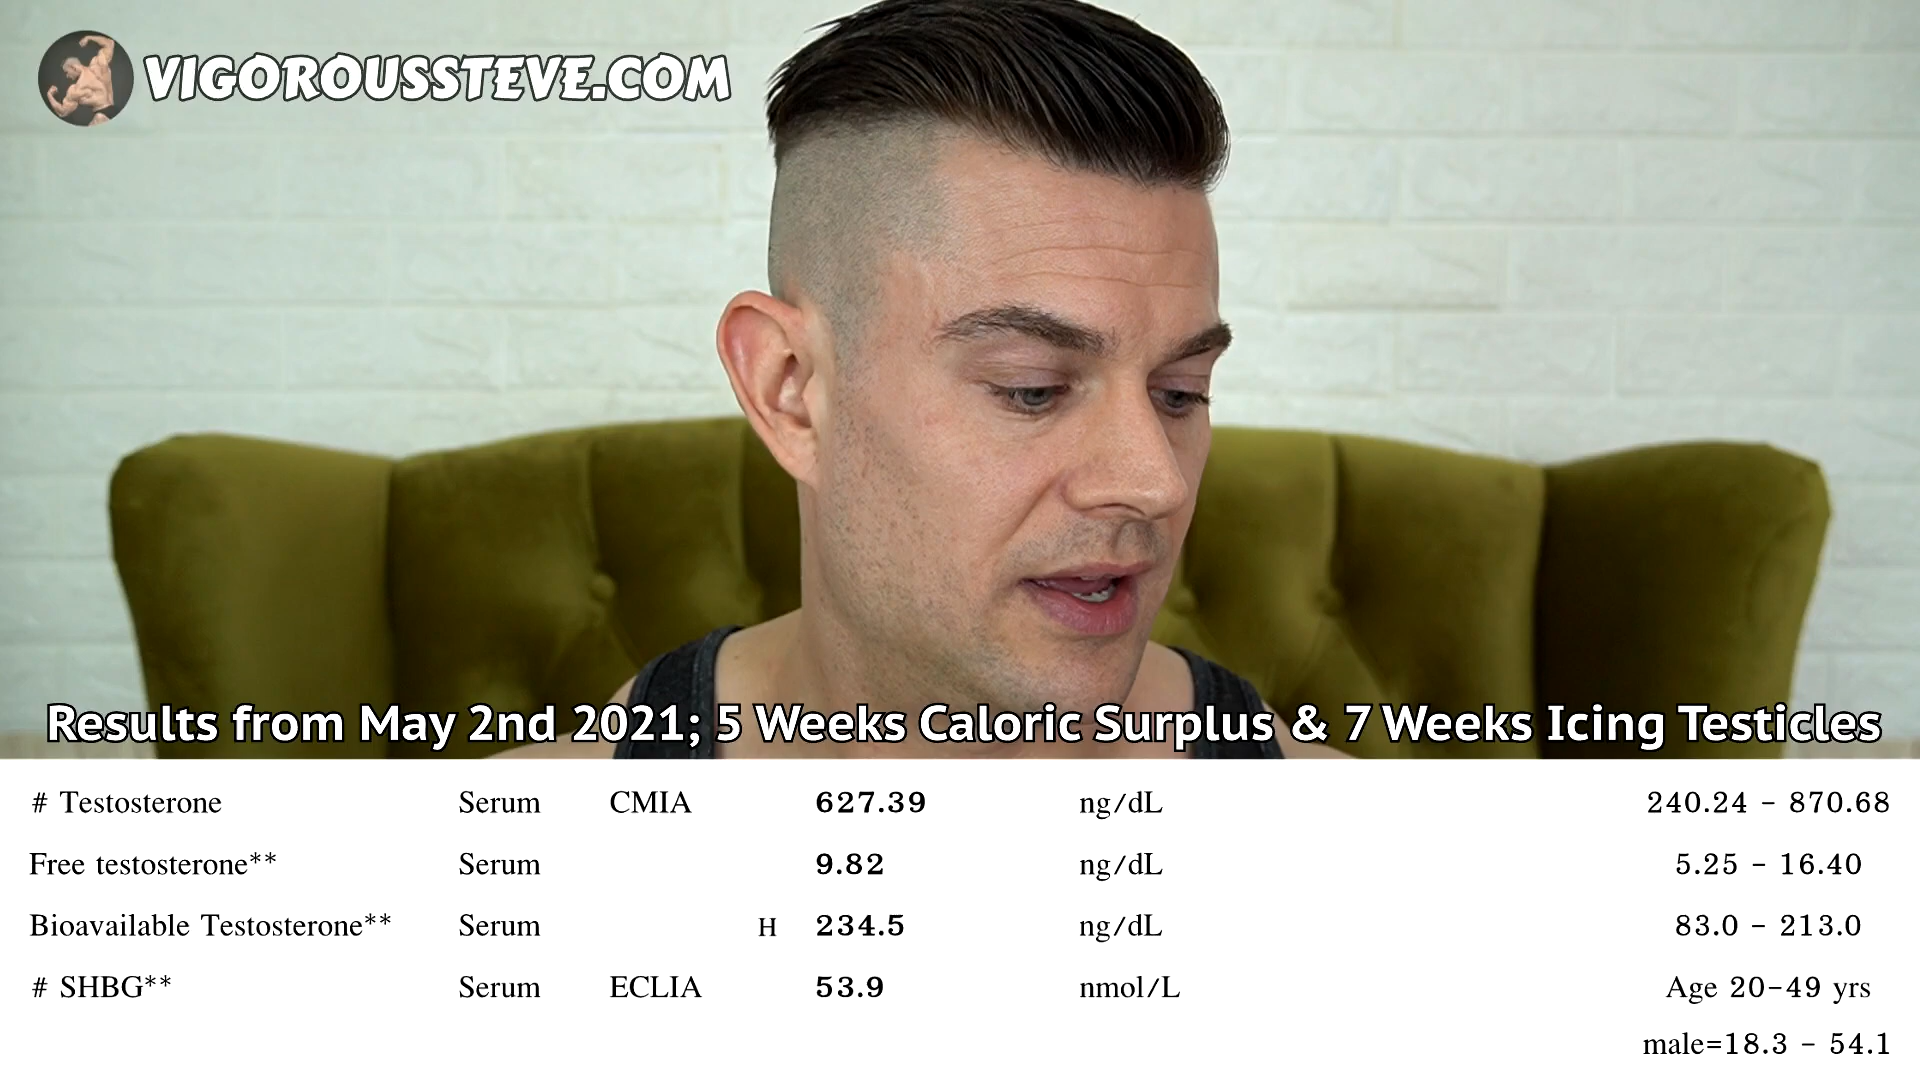 VIGOROUSSTEVE.COM
Results from May 2nd 2021; 5 Weeks Caloric Surplus & 7 Weeks Icing Testicles
# Testosterone Serum CMIA 627.39 ng/dL 240.24 - 870.68
Free testosterone** Serum 9.82 ng/dL 5.25 - 16.40
Bioavailable Testosterone** Serum H 234.5 ng/dL 83.0 - 213.0
# SHBG** Serum ECLIA 53.9 nmol/L Age 20-49 yrs
male=18.3 - 54.1